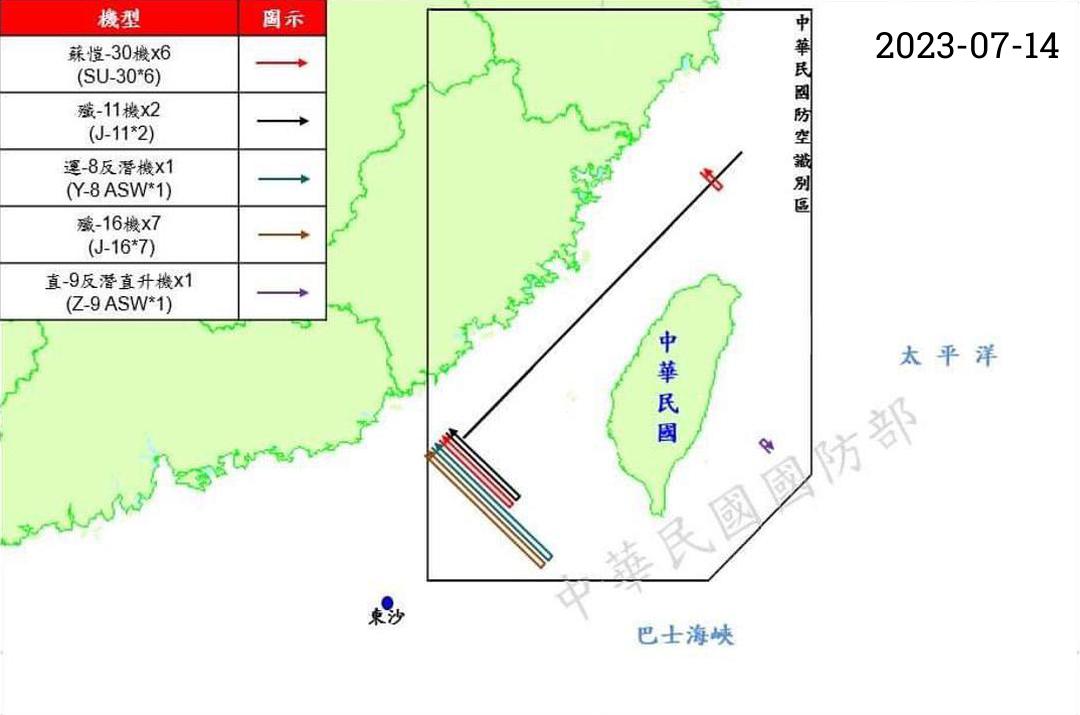 機型 圖示
2023-07-14
蘇愷-30機x6
(SU-30*6)
殲-11機x2
(J-11*2)
運-8反潛機x1
(Y-8 ASW*1)
殲-16機x7
(J-16*7)
直-9反潛直升機x1
(Z-9 ASW*1)
中華民國防空識別區
中華民國
太平洋
中華民國國防部
東沙
巴士海峽